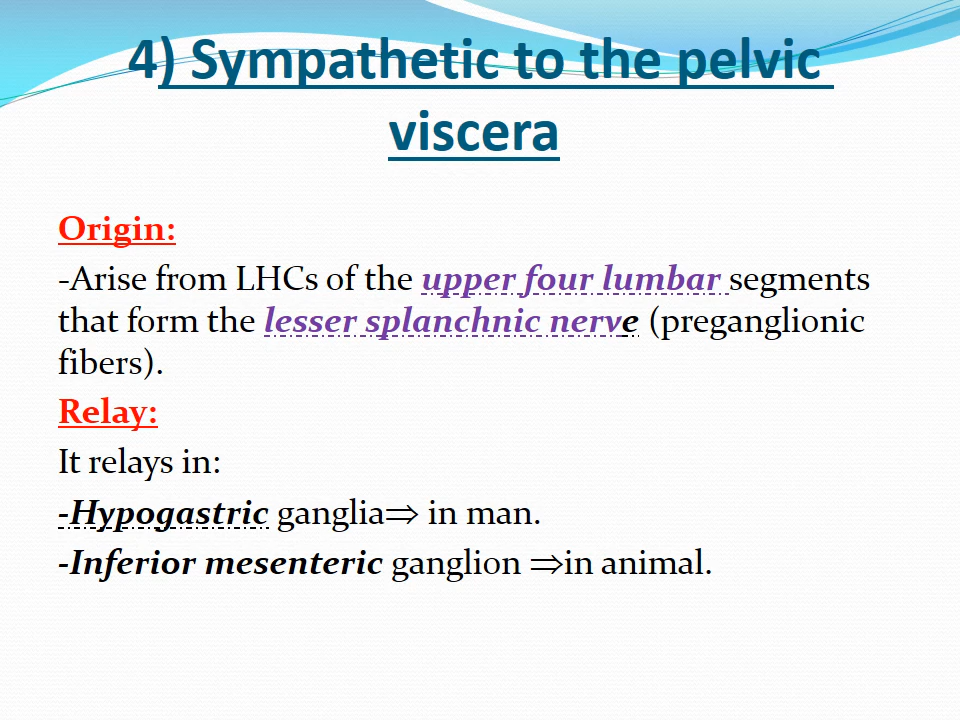 4) Sympathetic to the pelvic
viscera
Origin:
-Arise from LHCs of the upper four lumbar segments
that form the lesser splanchnic nerve (preganglionic
fibers).
Relay:
It relays in:
-Hypogastric ganglia⇒ in man.
-Inferior mesenteric ganglion ⇒in animal.